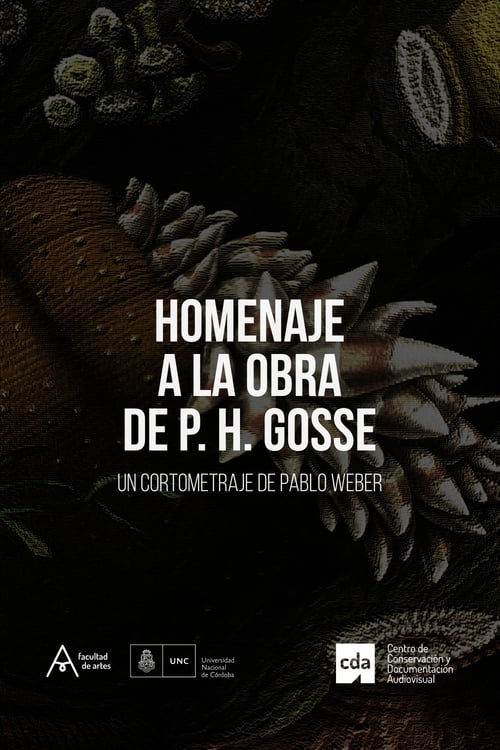 HOMENAJE
A LA OBRA
DE P. H. GOSSE
UN CORTOMETRAJE DE PABLO WEBER
facultad
de artes
UNC
Universidad
Nacional
de Córdoba
cda
Centro de
Conservación y
Documentación
Audiovisual